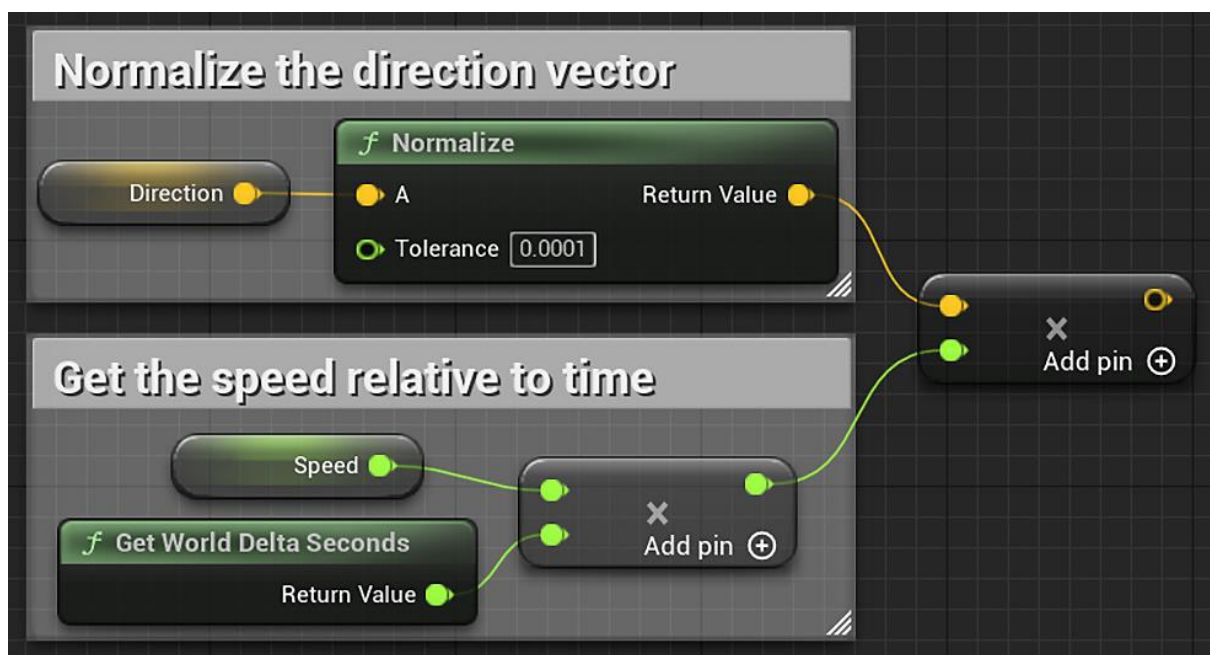 Normalize the direction vector
f Normalize
Direction
A
Return Value
Tolerance 0.0001
Add pin
Get the speed relative to time
Speed
f Get World Delta Seconds
Return Value
Add pin